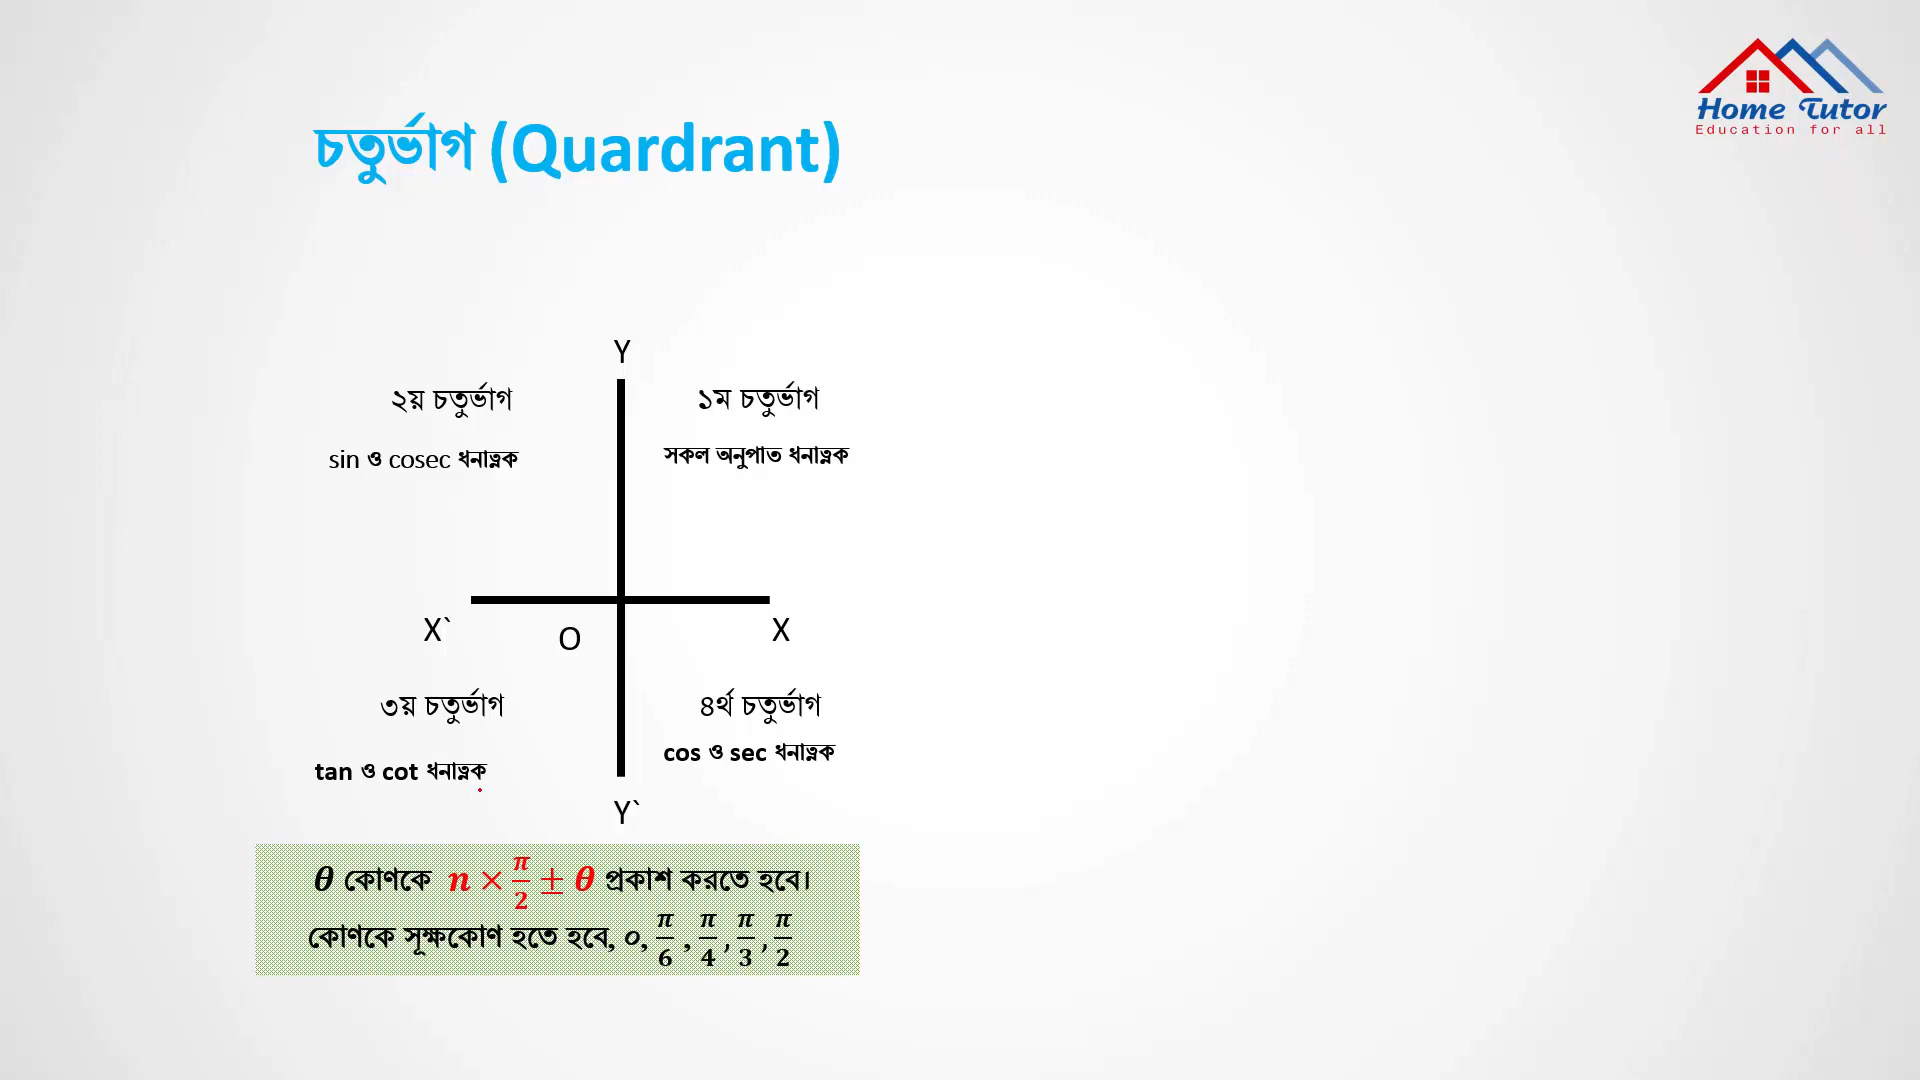 Home Tutor
Education for all
চতুর্ভাগ (Quardrant)
Y
২য় চতুর্ভাগ
১ম চতুর্ভাগ
sin ও cosec ধনাত্নক
সকল অনুপাত ধনাত্নক
X`
O
X
৩য় চতুর্ভাগ
৪র্থ চতুর্ভাগ
tan ও cot ধনাত্নক
cos ও sec ধনাত্নক
Y`
θ কোণকে n × π/2 ± θ প্রকাশ করতে হবে।
কোণকে সূক্ষকোণ হতে হবে, ০, π/6 , π/4 , π/3 , π/2